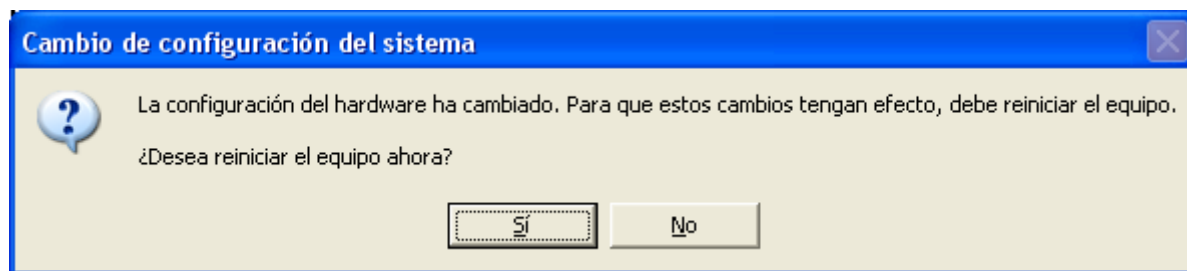 Cambio de configuración del sistema
La configuración del hardware ha cambiado. Para que estos cambios tengan efecto, debe reiniciar el equipo.
¿Desea reiniciar el equipo ahora?
Sí No